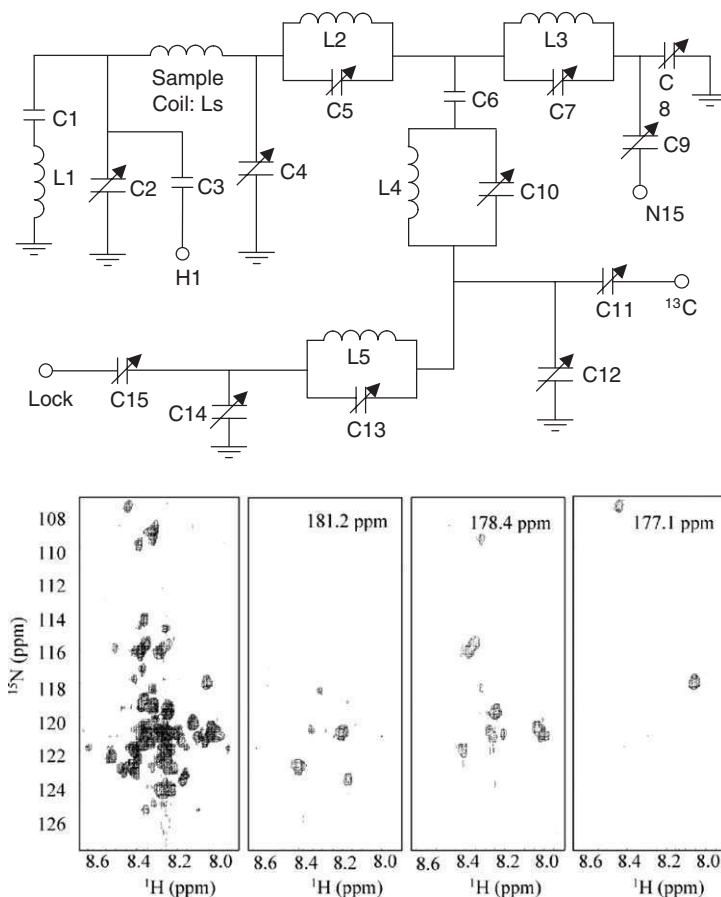 L2
L3
Sample
Coil: Ls
C5
C7
C
8
C1
C6
C9
L1
C2
C3
C4
L4
C10
N15
H1
C11
¹³C
L5
Lock
C15
C14
C13
C12
181.2 ppm
178.4 ppm
177.1 ppm
108
110
112
114
116
118
120
122
124
126
¹⁵N (ppm)
8.6 8.4 8.2 8.0
8.6 8.4 8.2 8.0
8.6 8.4 8.2 8.0
8.6 8.4 8.2 8.0
¹H (ppm)
¹H (ppm)
¹H (ppm)
¹H (ppm)